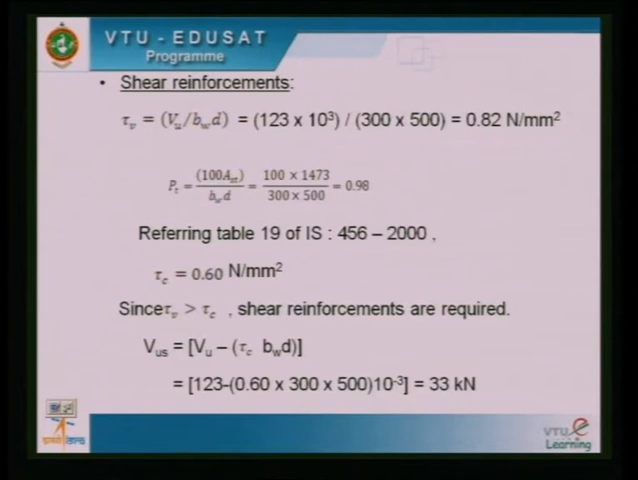 VTU - EDUSAT
Programme
• Shear reinforcements:
τv = (Vu/bwd) = (123 x 10³) / (300 x 500) = 0.82 N/mm²
Pt = (100Ast) / bwd = 100 × 1473 / 300 × 500 = 0.98
Referring table 19 of IS : 456 – 2000 ,
τc = 0.60 N/mm²
Since τv > τc , shear reinforcements are required.
Vus = [Vu – (τc bwd)]
= [123-(0.60 x 300 x 500)10⁻³] = 33 kN
VTU e
Learning